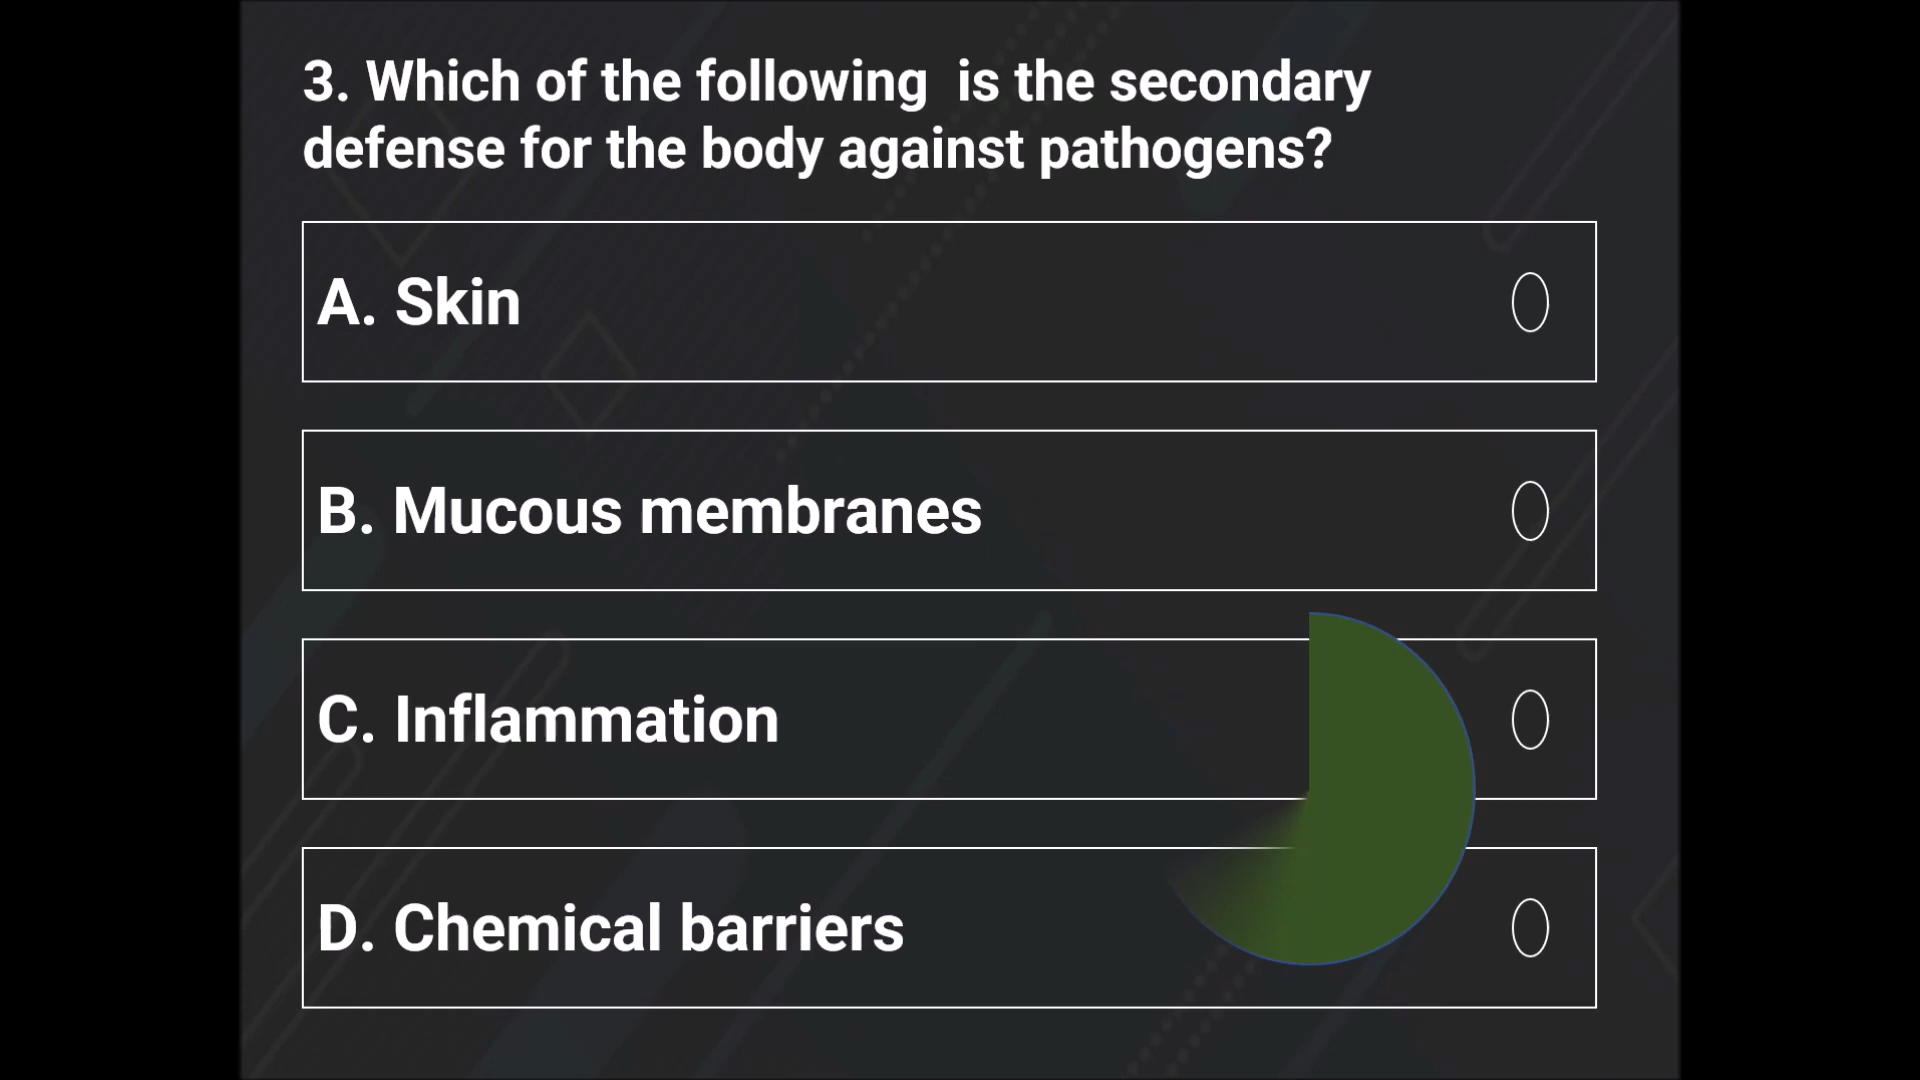 3. Which of the following  is the secondary
defense for the body against pathogens?
A. Skin
B. Mucous membranes
C. Inflammation
D. Chemical barriers